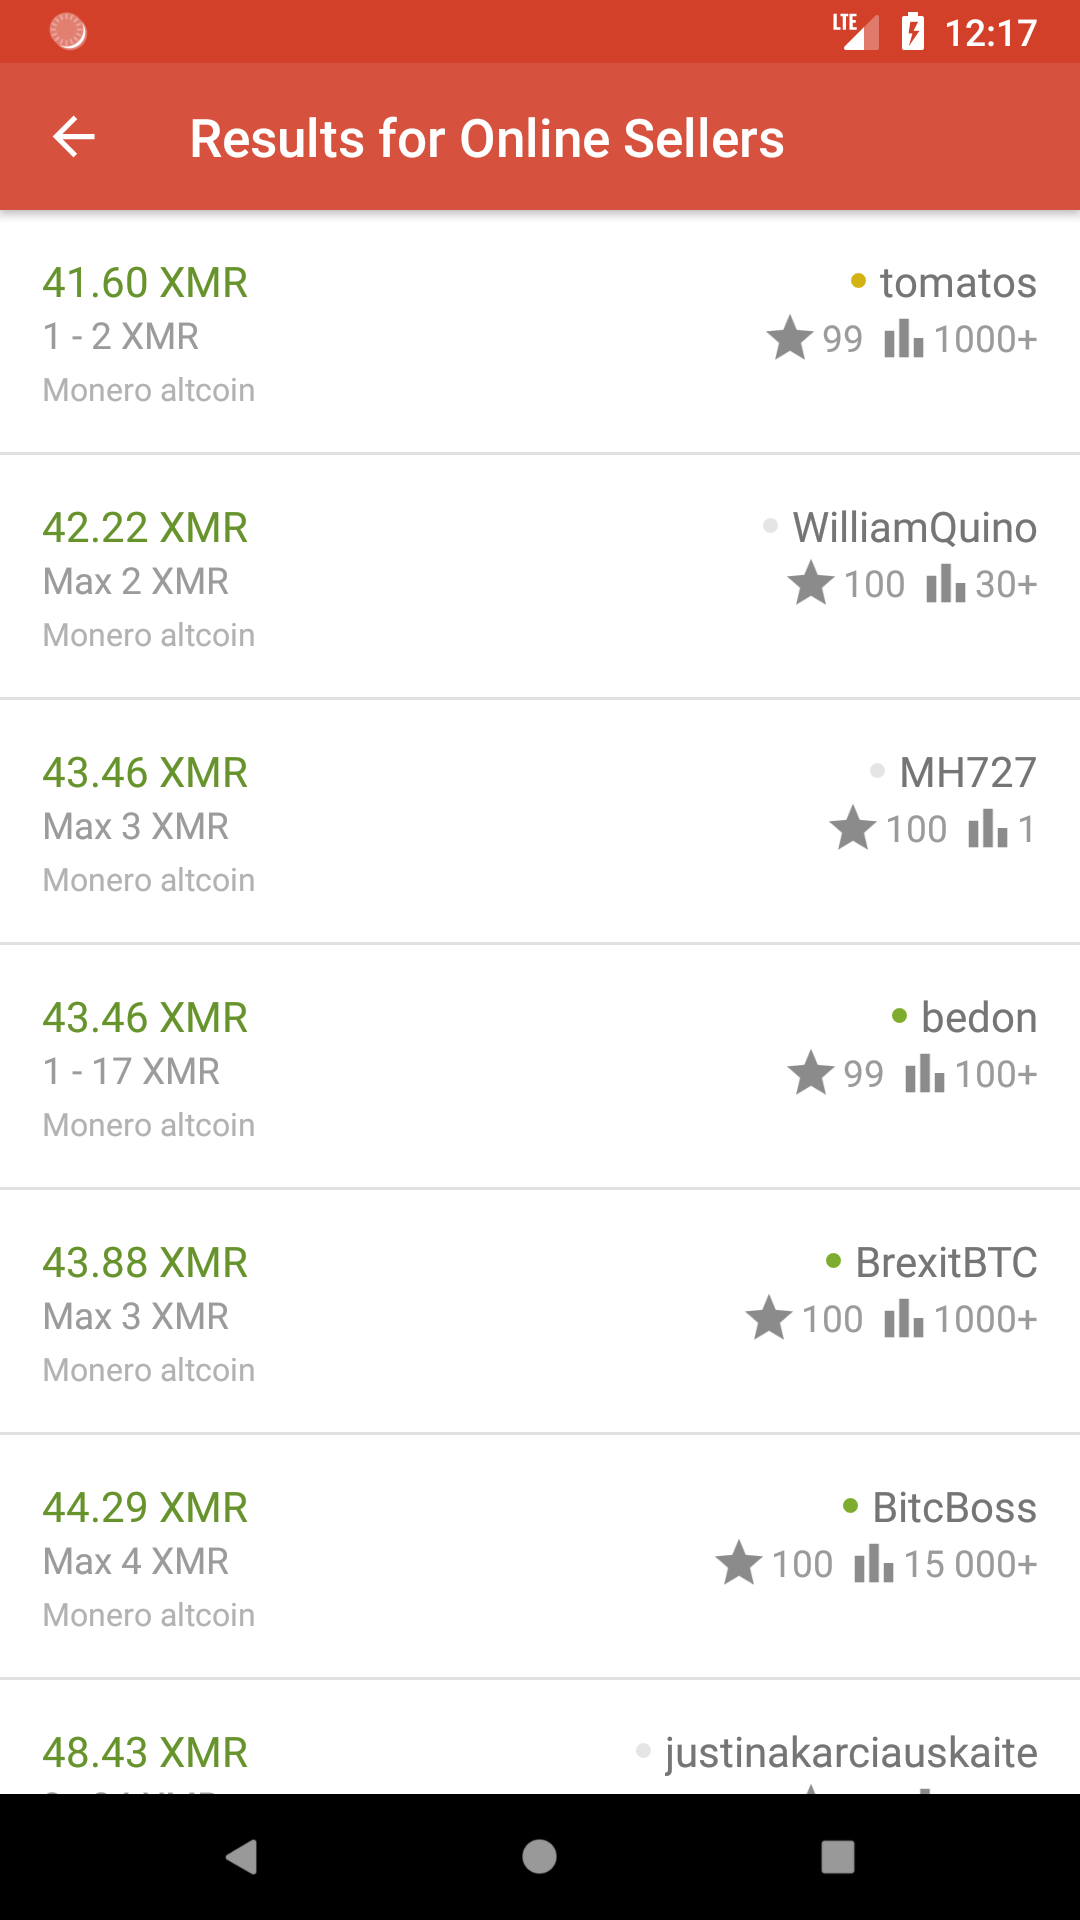 LTE 12:17
Results for Online Sellers
41.60 XMR
tomatos
1 - 2 XMR
99 1000+
Monero altcoin
42.22 XMR
WilliamQuino
Max 2 XMR
100 30+
Monero altcoin
43.46 XMR
MH727
Max 3 XMR
100 1
Monero altcoin
43.46 XMR
bedon
1 - 17 XMR
99 100+
Monero altcoin
43.88 XMR
BrexitBTC
Max 3 XMR
100 1000+
Monero altcoin
44.29 XMR
BitcBoss
Max 4 XMR
100 15 000+
Monero altcoin
48.43 XMR
justinakarciauskaite